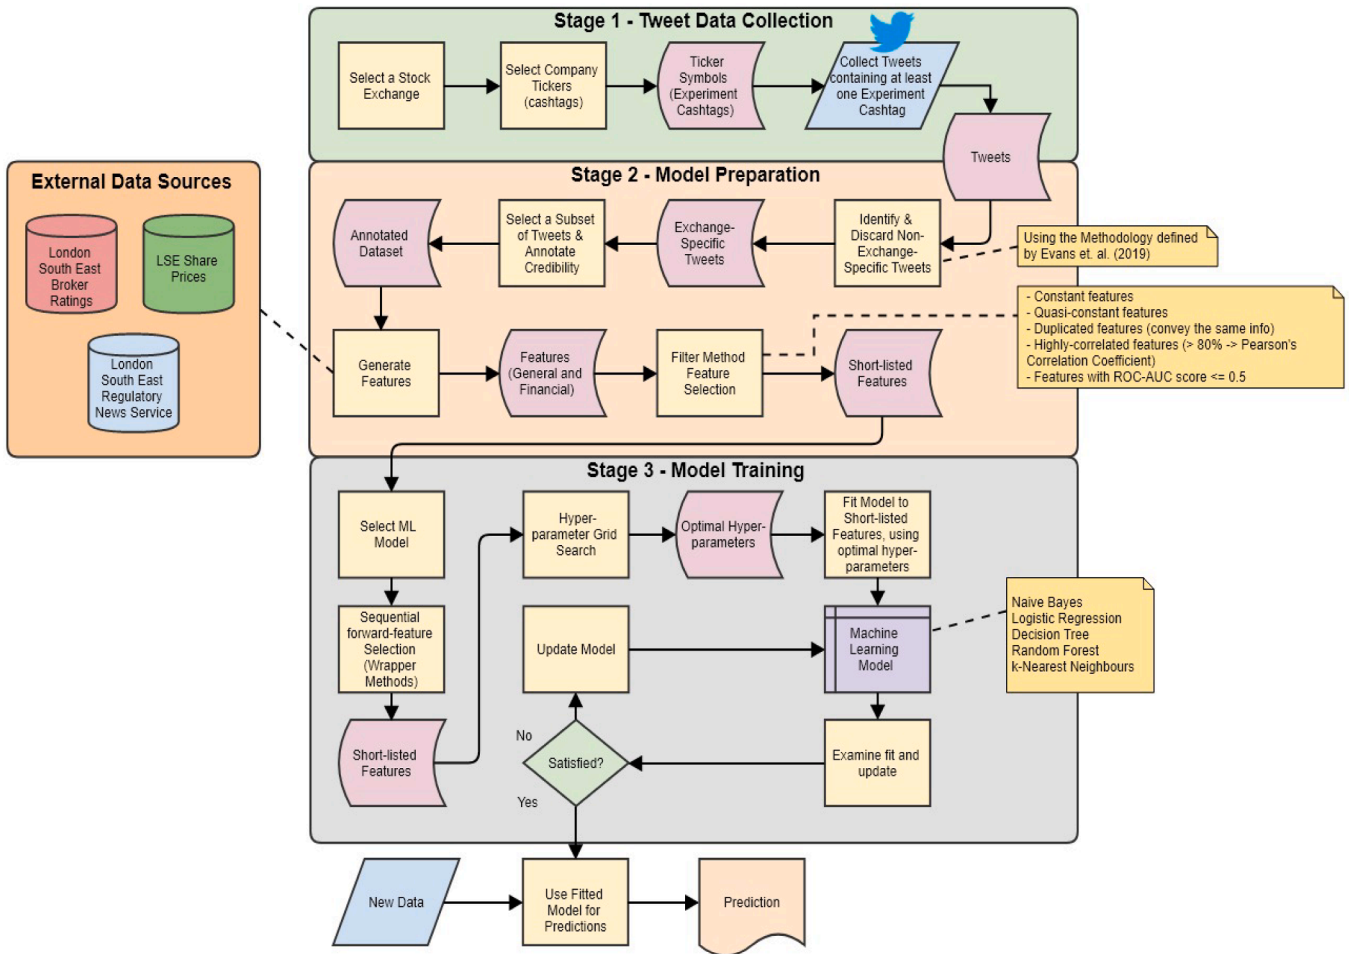 Stage 1 - Tweet Data Collection
Select a Stock
Exchange
Select Company
Tickers
(cashtags)
Ticker
Symbols
(Experiment
Cashtags)
Collect Tweets
containing at least
one Experiment
Cashtag
Tweets
External Data Sources
London
South East
Broker
Ratings
LSE Share
Prices
London
South East
Regulatory
News Service
Stage 2 - Model Preparation
Annotated
Dataset
Select a Subset
of Tweets &
Annotate
Credibility
Exchange-
Specific
Tweets
Identify &
Discard Non-
Exchange-
Specific Tweets
Using the Methodology defined
by Evans et. al. (2019)
- Constant features
- Quasi-constant features
- Duplicated features (convey the same info)
- Highly-correlated features (> 80% -> Pearson's
Correlation Coefficient)
- Features with ROC-AUC score <= 0.5
Generate
Features
Features
(General and
Financial)
Filter Method
Feature
Selection
Short-listed
Features
Stage 3 - Model Training
Select ML
Model
Hyper-
parameter Grid
Search
Optimal Hyper-
parameters
Fit Model to
Short-listed
Features, using
optimal hyper-
parameters
Sequential
forward-feature
Selection
(Wrapper
Methods)
Update Model
Machine
Learning
Model
Naive Bayes
Logistic Regression
Decision Tree
Random Forest
k-Nearest Neighbours
Short-listed
Features
No
Satisfied?
Yes
Examine fit and
update
New Data
Use Fitted
Model for
Predictions
Prediction